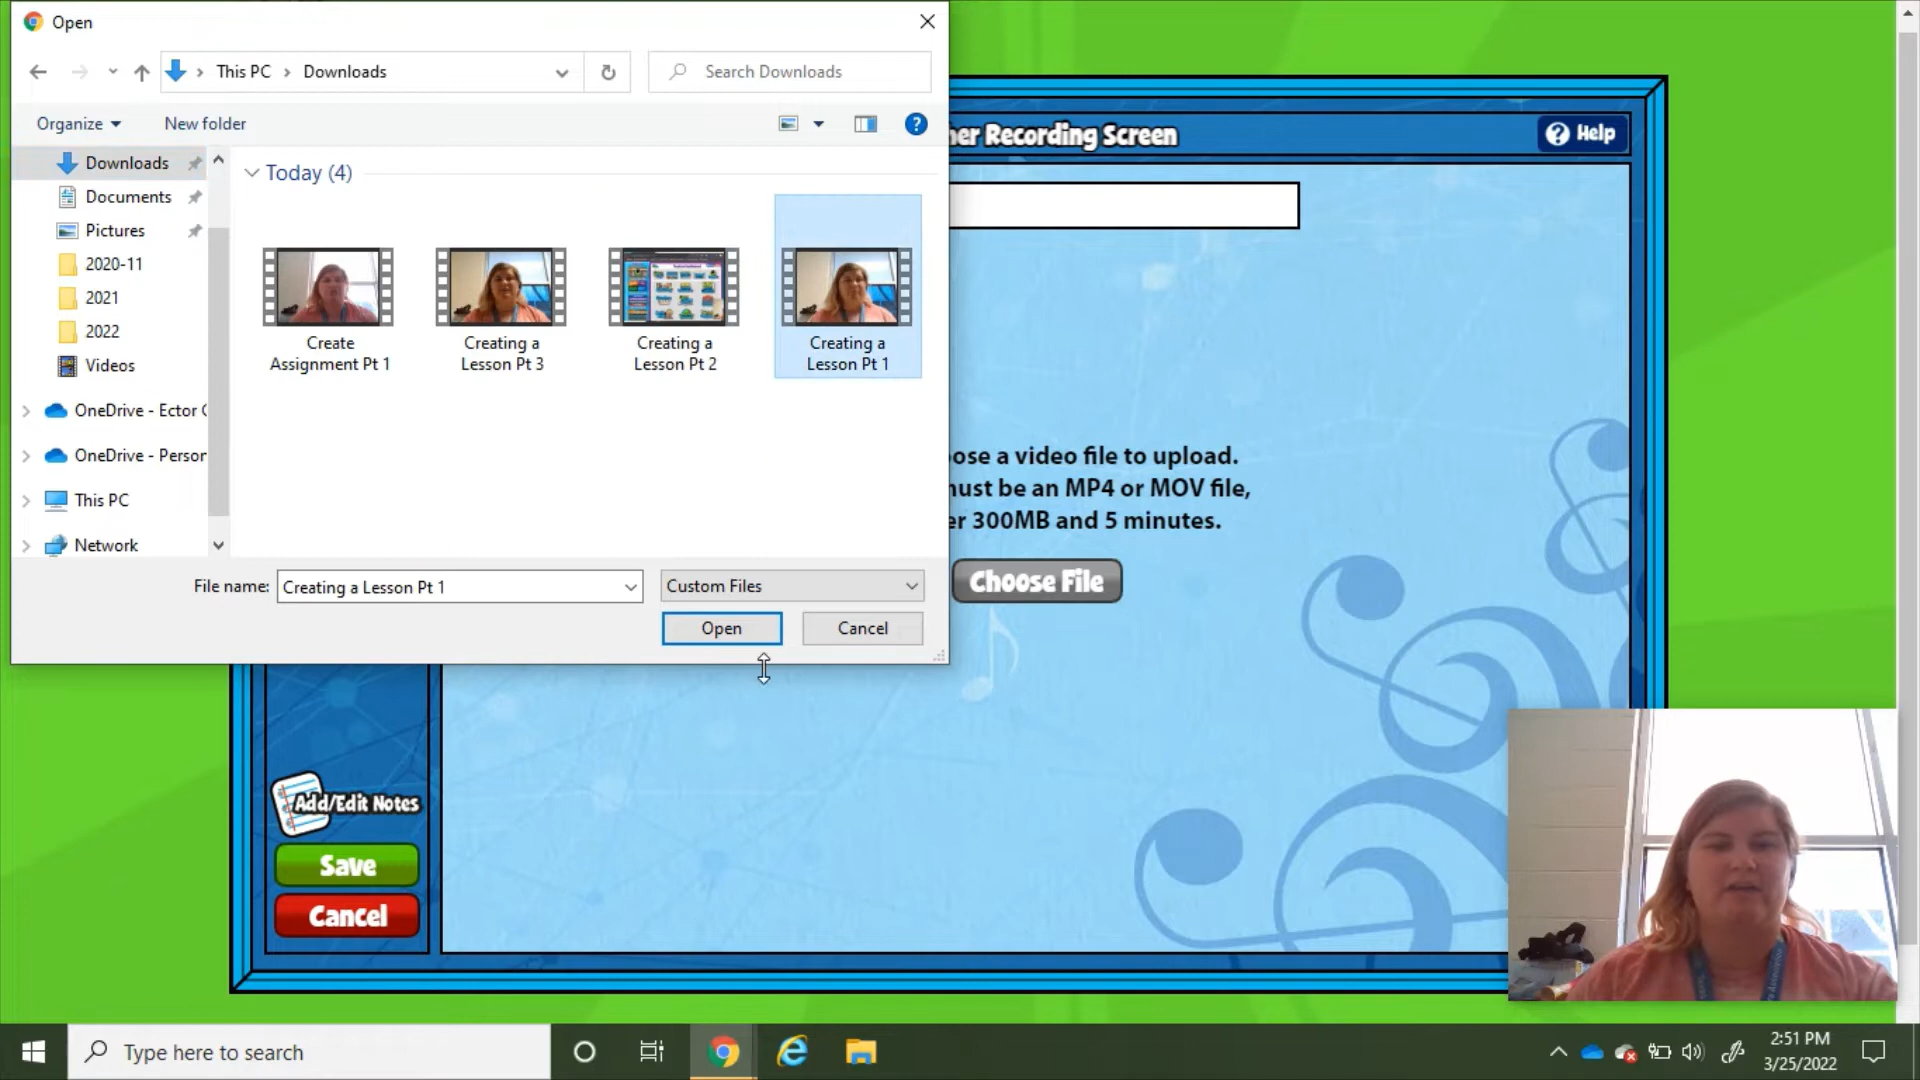 Open
This PC > Downloads
Search Downloads
Organize
New folder
Downloads
Documents
Pictures
2020-11
2021
2022
Videos
OneDrive - Ector
OneDrive - Person
This PC
Network
Today (4)
Create
Assignment Pt 1
Creating a
Lesson Pt 3
Creating a
Lesson Pt 2
Creating a
Lesson Pt 1
File name:
Creating a Lesson Pt 1
Custom Files
Open
Cancel
her Recording Screen
Help
ose a video file to upload.
must be an MP4 or MOV file,
er 300MB and 5 minutes.
Choose File
Add/Edit Notes
Save
Cancel
Type here to search
2:51 PM
3/25/2022